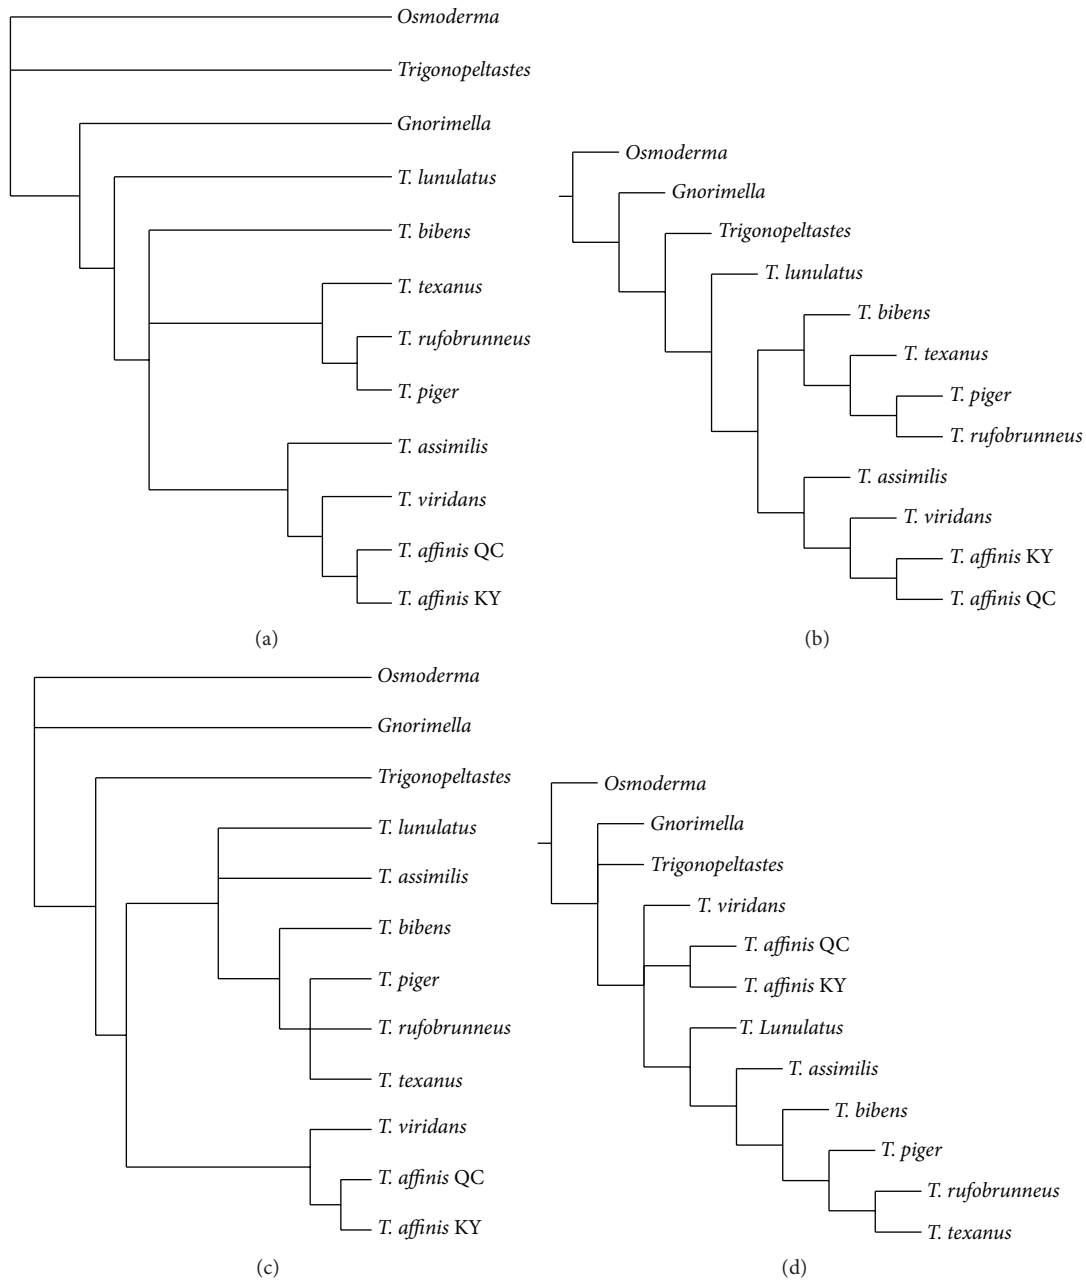 Osmoderma
Trigonopeltastes
Gnorimella
T. lunulatus
T. bibens
T. texanus
T. rufobrunneus
T. piger
T. assimilis
T. viridans
T. affinis QC
T. affinis KY
(a)
Osmoderma
Gnorimella
Trigonopeltastes
T. lunulatus
T. bibens
T. texanus
T. piger
T. rufobrunneus
T. assimilis
T. viridans
T. affinis KY
T. affinis QC
(b)
Osmoderma
Gnorimella
Trigonopeltastes
T. lunulatus
T. assimilis
T. bibens
T. piger
T. rufobrunneus
T. texanus
T. viridans
T. affinis QC
T. affinis KY
(c)
Osmoderma
Gnorimella
Trigonopeltastes
T. viridans
T. affinis QC
T. affinis KY
T. Lunulatus
T. assimilis
T. bibens
T. piger
T. rufobrunneus
T. texanus
(d)